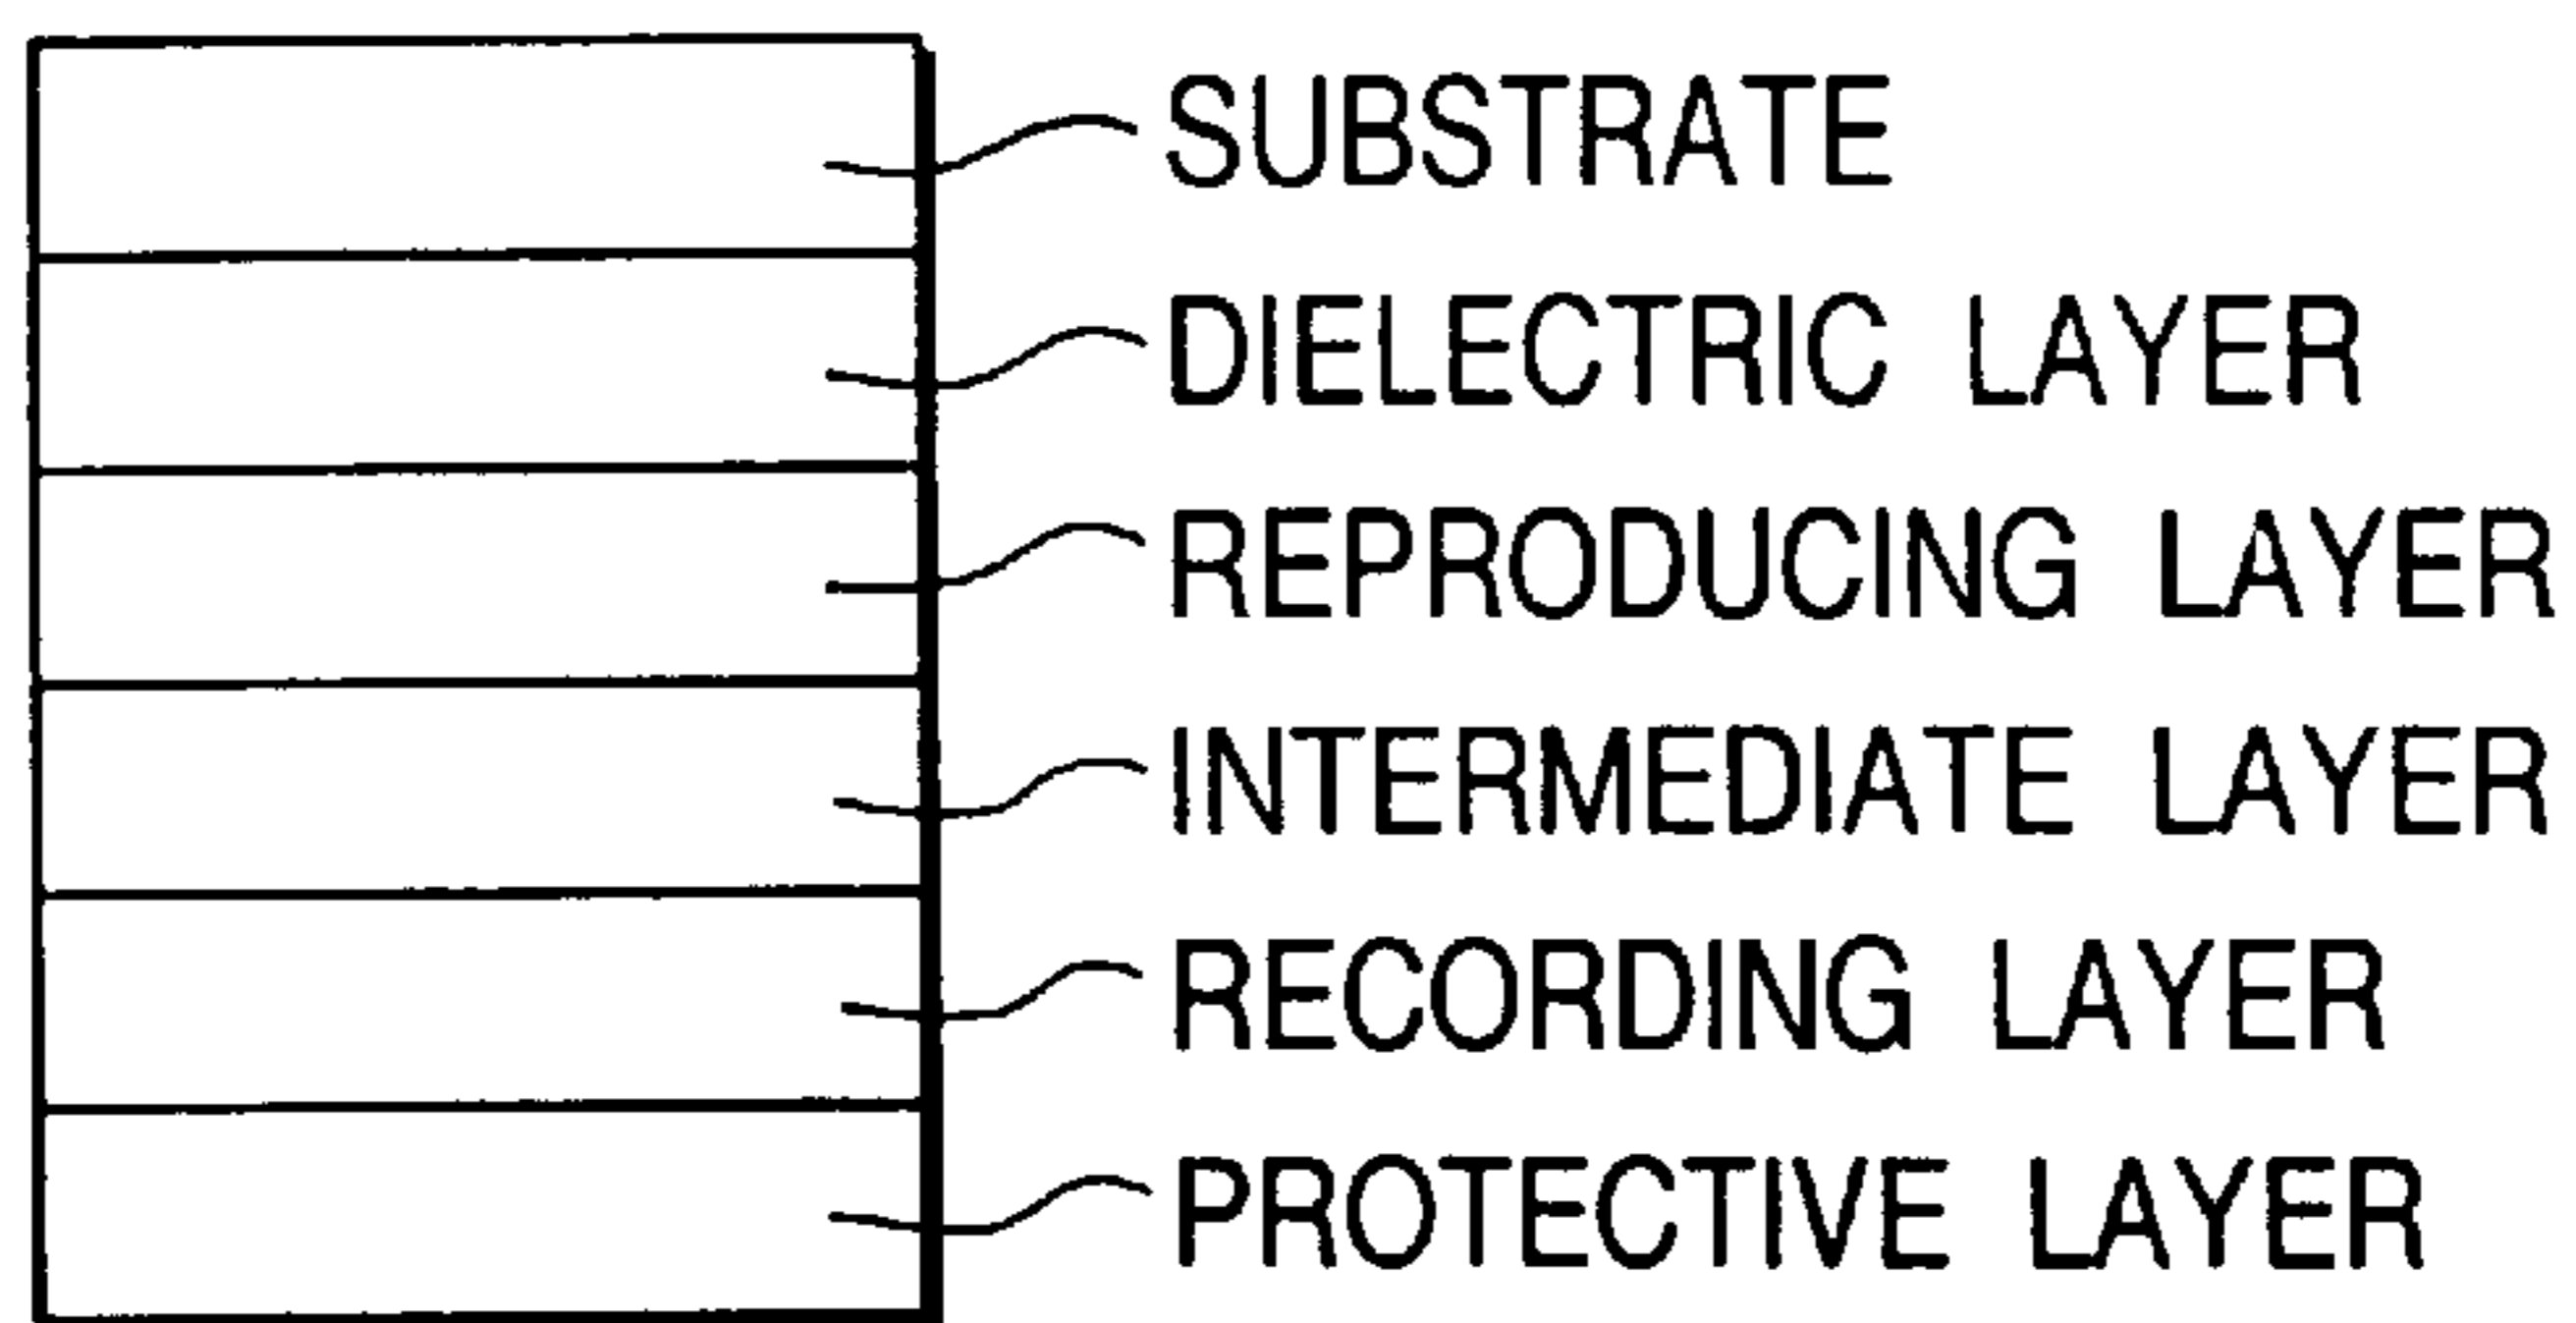 SUBSTRATE
DIELECTRIC LAYER
REPRODUCING LAYER
INTERMEDIATE LAYER
RECORDING LAYER
PROTECTIVE LAYER